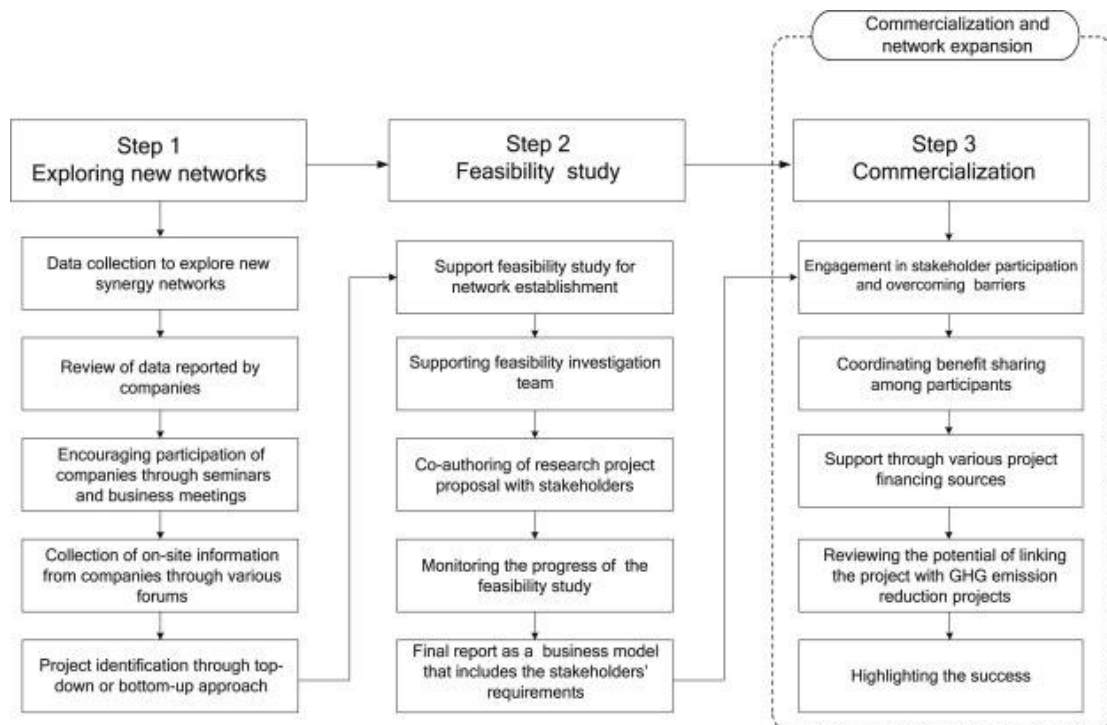 Commercialization and
network expansion
Step 1
Exploring new networks
Step 2
Feasibility study
Step 3
Commercialization
Data collection to explore new
synergy networks
Review of data reported by
companies
Encouraging participation of
companies through seminars
and business meetings
Collection of on-site information
from companies through various
forums
Project identification through top-
down or bottom-up approach
Support feasibility study for
network establishment
Supporting feasibility investigation
team
Co-authoring of research project
proposal with stakeholders
Monitoring the progress of the
feasibility study
Final report as a business model
that includes the stakeholders'
requirements
Engagement in stakeholder participation
and overcoming barriers
Coordinating benefit sharing
among participants
Support through various project
financing sources
Reviewing the potential of linking
the project with GHG emission
reduction projects
Highlighting the success